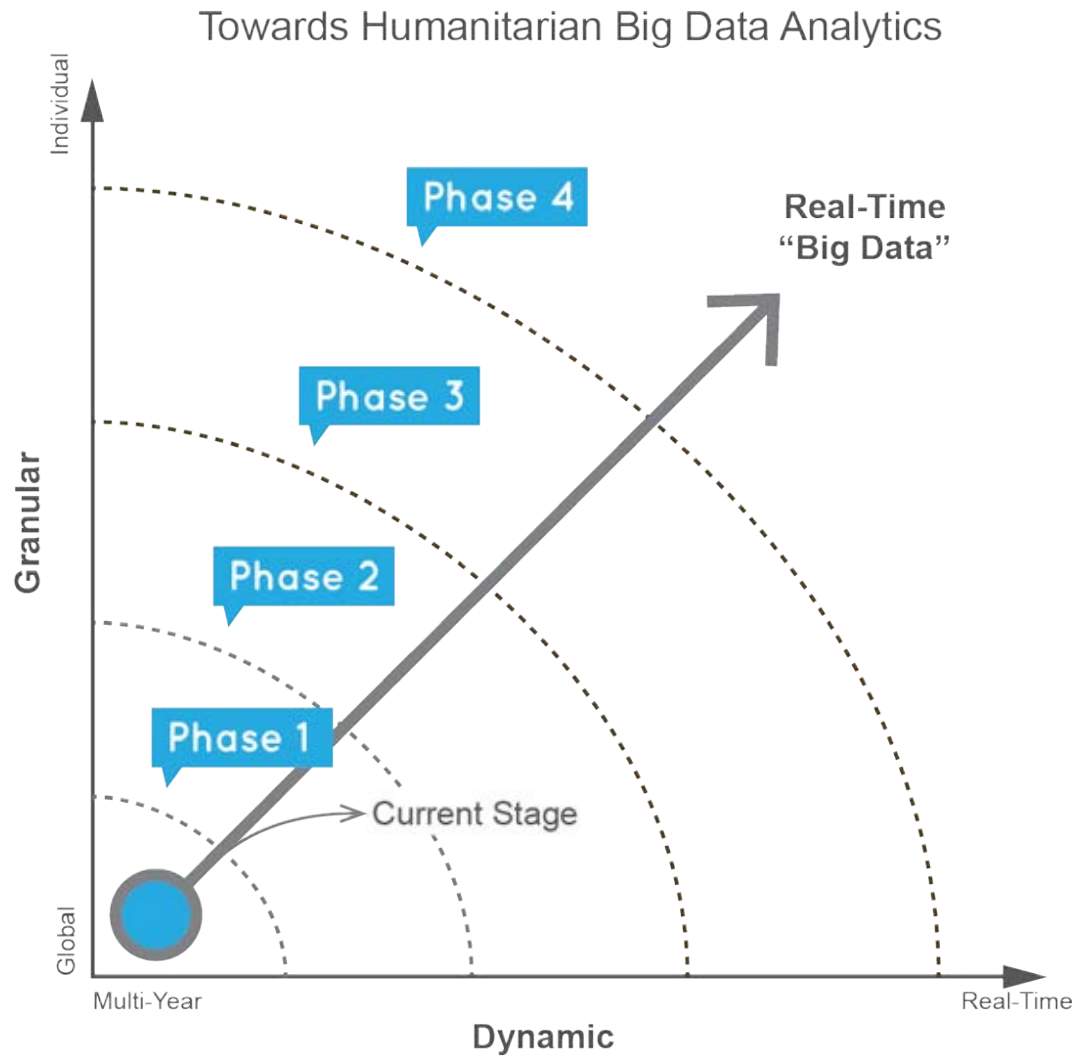 Towards Humanitarian Big Data Analytics
Individual
Phase 4
Real-Time
“Big Data”
Phase 3
Granular
Phase 2
Phase 1
Current Stage
Global
Multi-Year
Real-Time
Dynamic